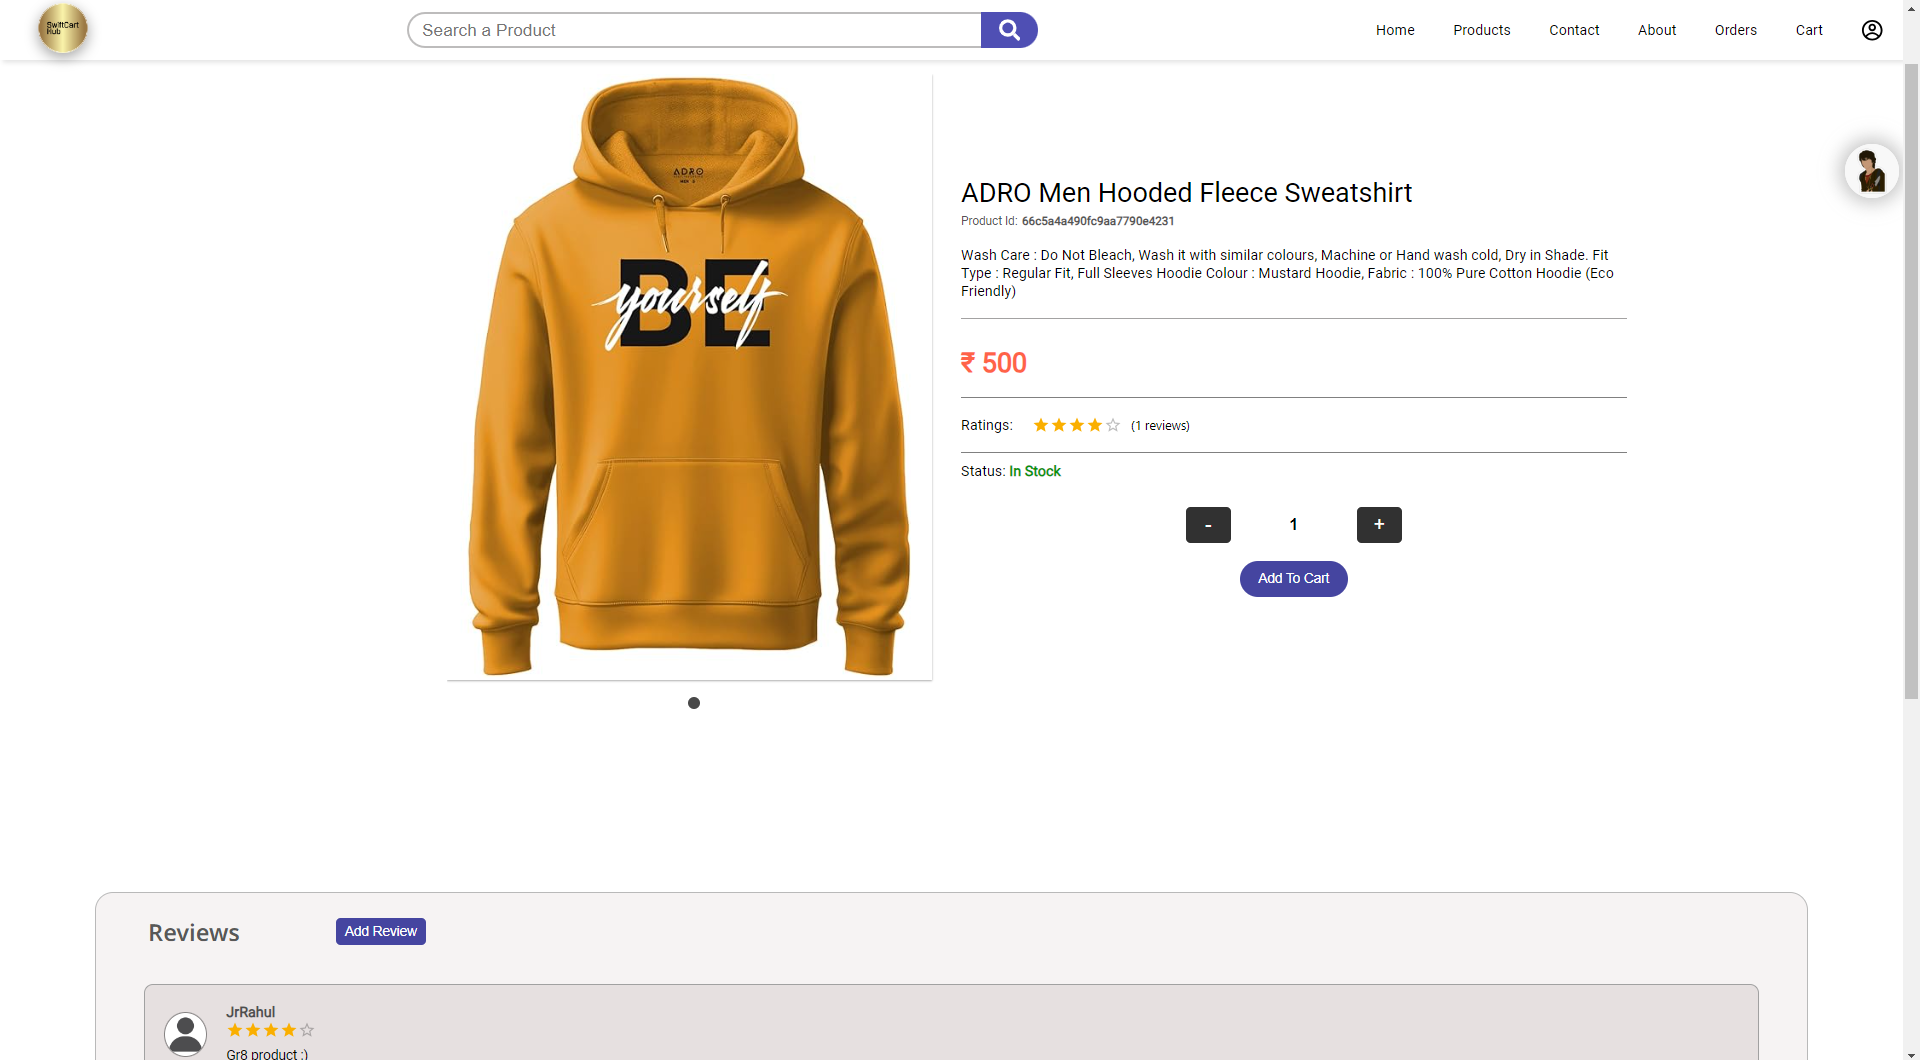 SwiftCart
Hub
Search a Product
Home
Products
Contact
About
Orders
Cart
ADRO
BE
yourself
ADRO Men Hooded Fleece Sweatshirt
Product Id: 66c5a4a490fc9aa7790e4231
Wash Care : Do Not Bleach, Wash it with similar colours, Machine or Hand wash cold, Dry in Shade. Fit
Type : Regular Fit, Full Sleeves Hoodie Colour : Mustard Hoodie, Fabric : 100% Pure Cotton Hoodie (Eco
Friendly)
₹ 500
Ratings:
(1 reviews)
Status: In Stock
-
1
+
Add To Cart
Reviews
Add Review
JrRahul
Gr8 product :)